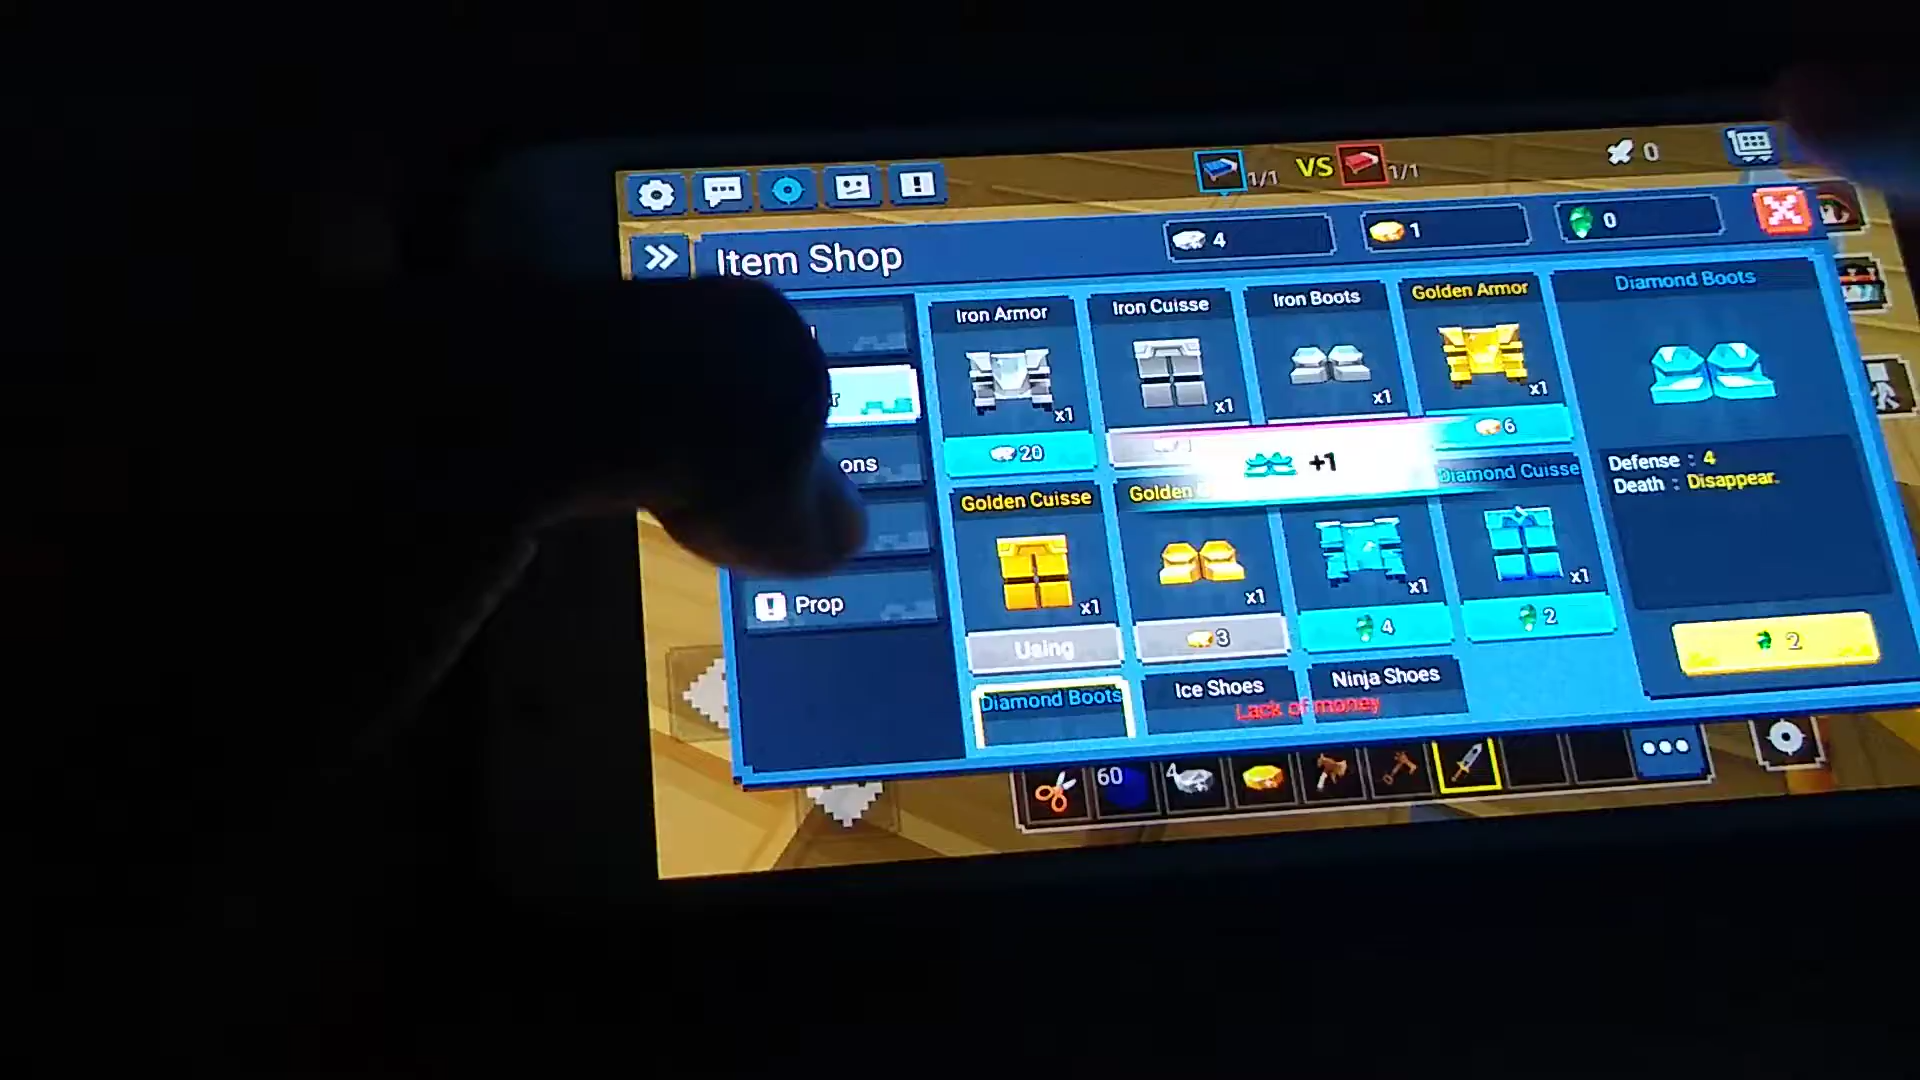 1/1 VS 1/1
0
Item Shop
4
1
0
Iron Armor
x1
20
Iron Cuisse
x1
Iron Boots
x1
Golden Armor
x1
6
+1
Golden Cuisse
x1
Using
Golden
x1
3
x1
4
Diamond Cuisse
x1
2
Diamond Boots
Ice Shoes
Ninja Shoes
Lack of money
ons
Prop
Diamond Boots
Defense : 4
Death : Disappear.
2
60
4